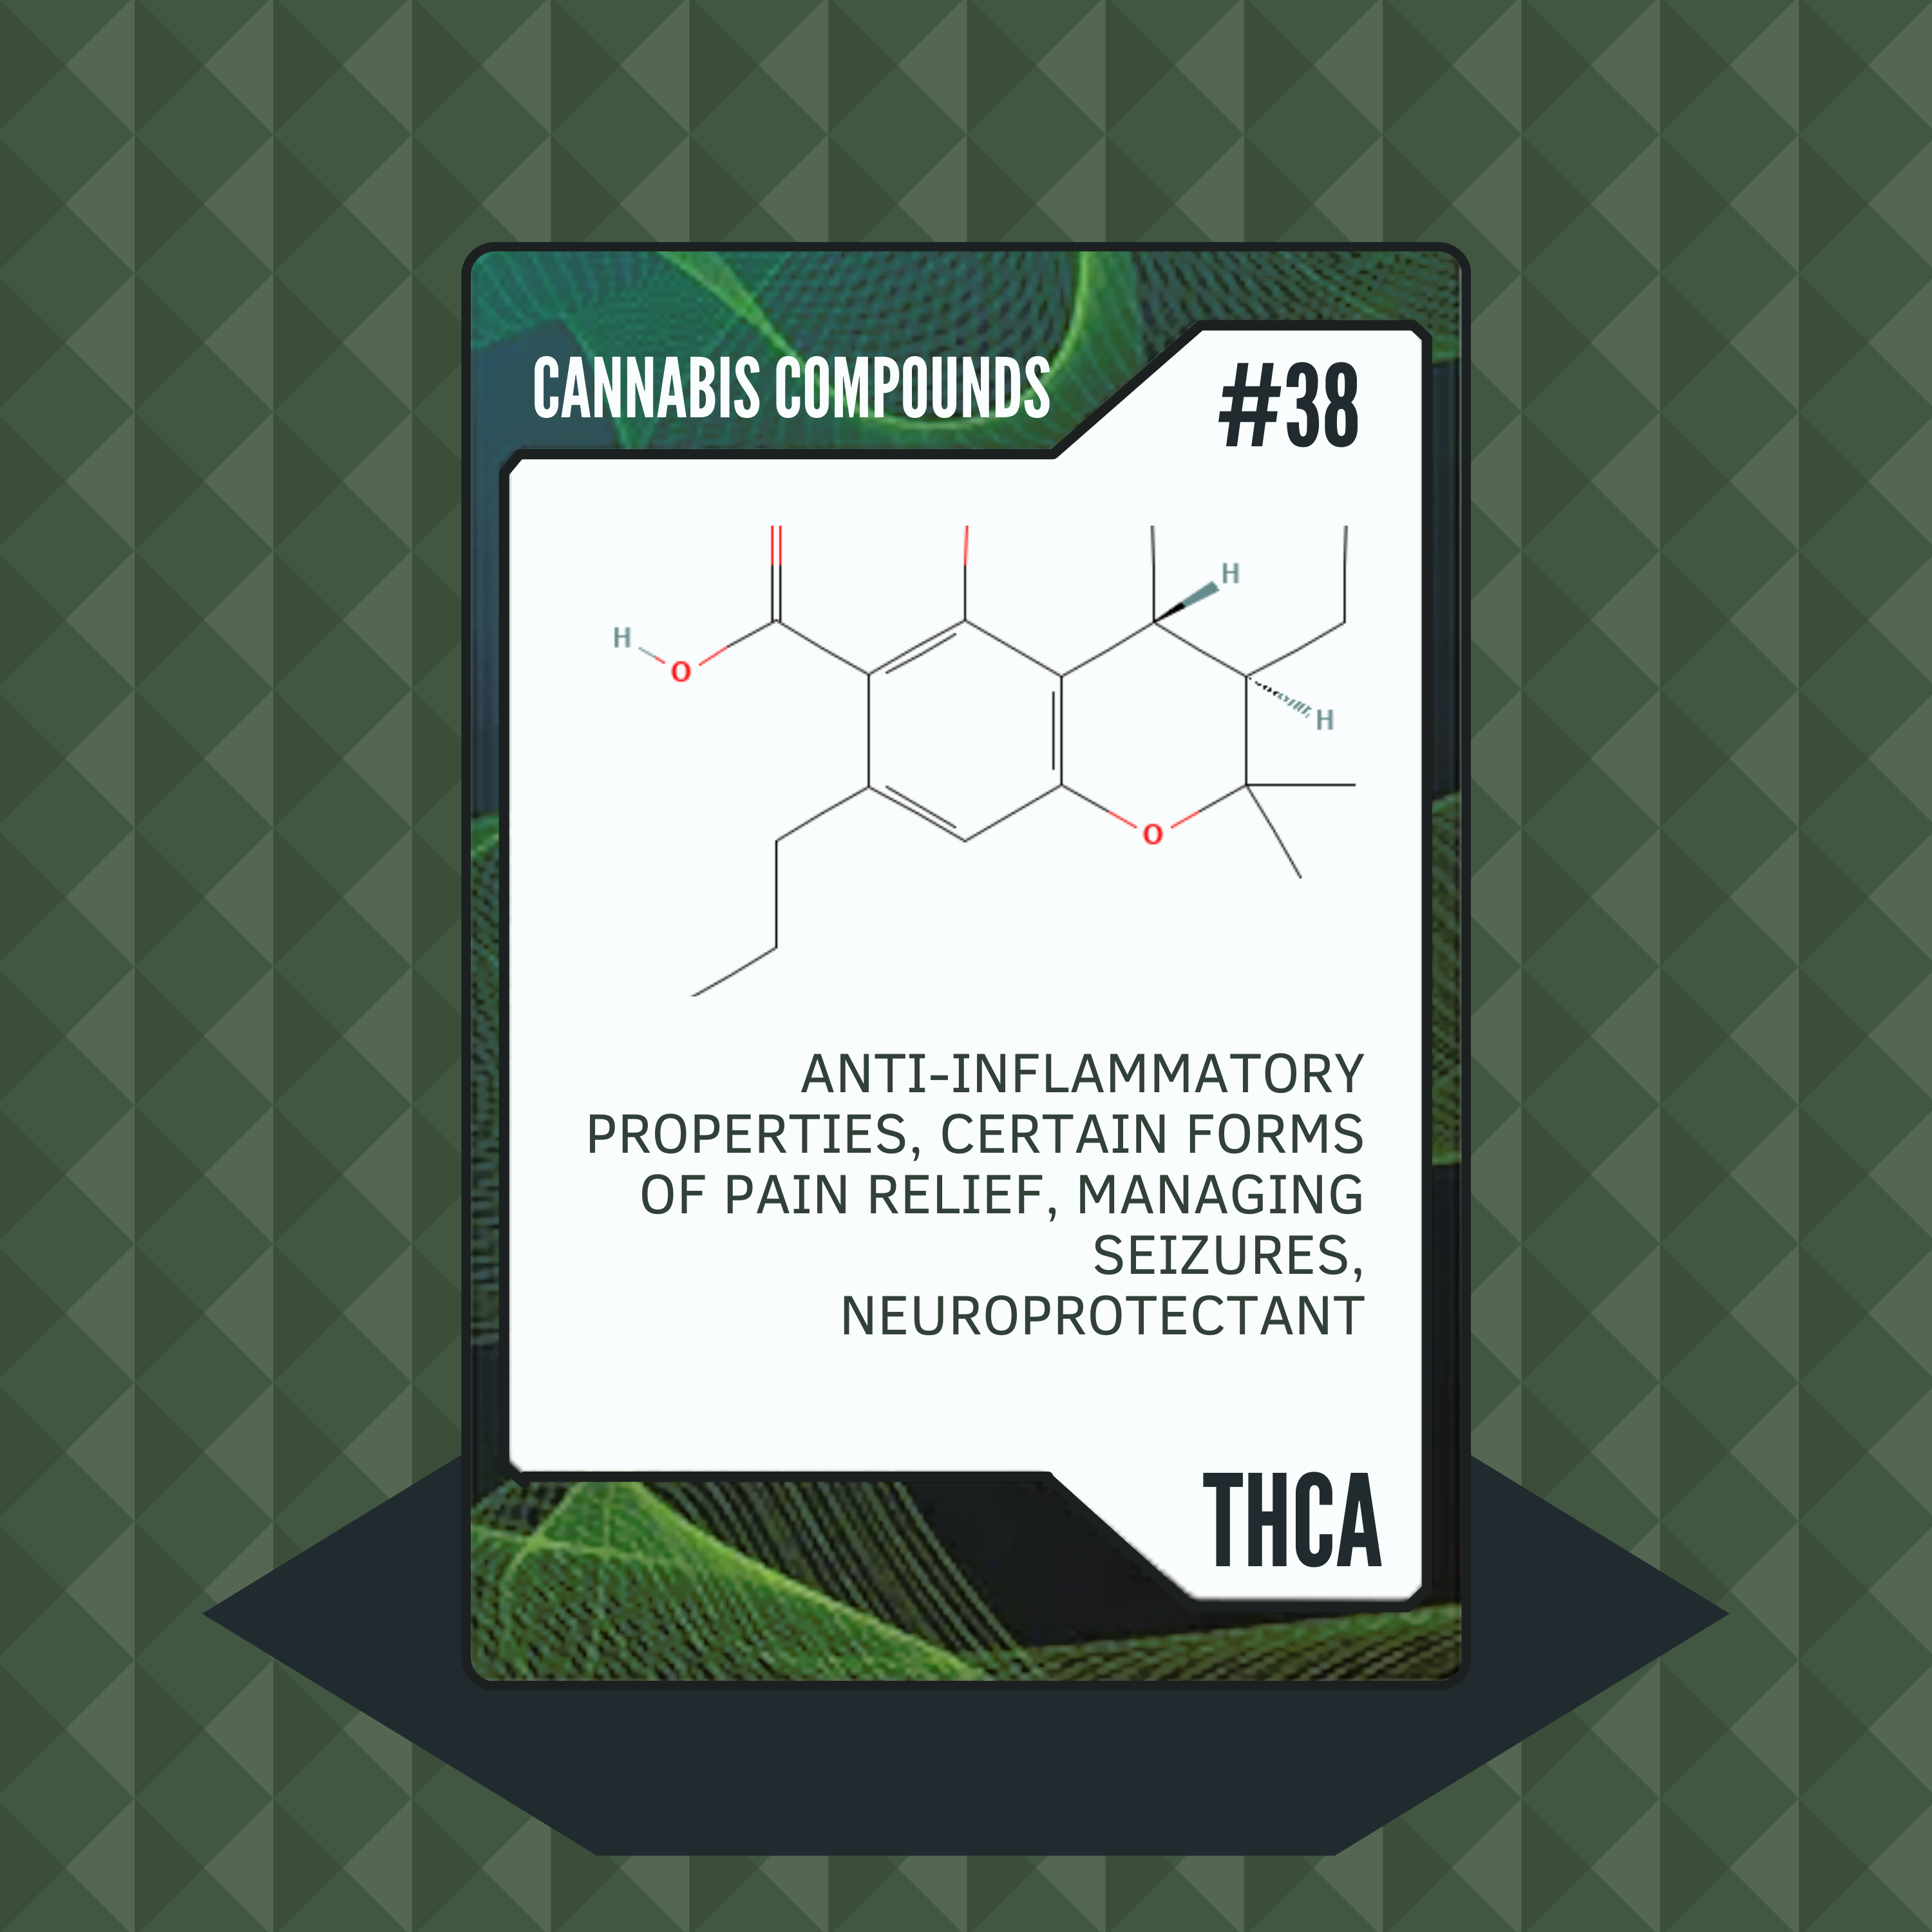 CANNABIS COMPOUNDS
#38
H
H
O
H
O
ANTI-INFLAMMATORY
PROPERTIES, CERTAIN FORMS
OF PAIN RELIEF, MANAGING
SEIZURES,
NEUROPROTECTANT
THCA